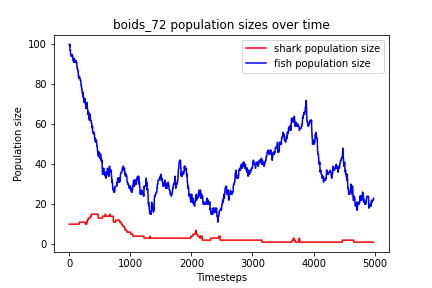 boids_72 population sizes over time
shark population size
fish population size
Population size
100
80
60
40
20
0
0
1000
2000
3000
4000
5000
Timesteps